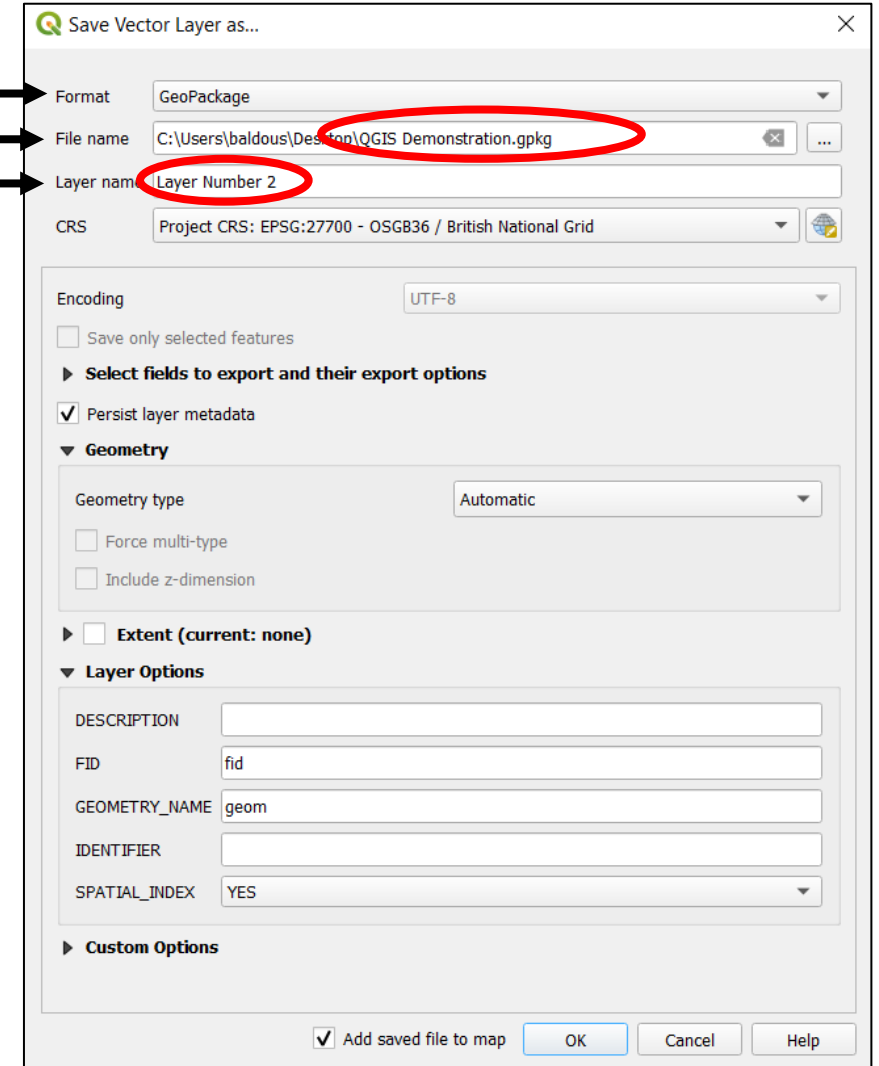 Save Vector Layer as...
Format GeoPackage
File name C:\Users\baldous\Desktop\QGIS Demonstration.gpkg ...
Layer name Layer Number 2
CRS Project CRS: EPSG:27700 - OSGB36 / British National Grid
Encoding UTF-8
Save only selected features
Select fields to export and their export options
Persist layer metadata
Geometry
Geometry type Automatic
Force multi-type
Include z-dimension
Extent (current: none)
Layer Options
DESCRIPTION
FID fid
GEOMETRY_NAME geom
IDENTIFIER
SPATIAL_INDEX YES
Custom Options
Add saved file to map OK Cancel Help